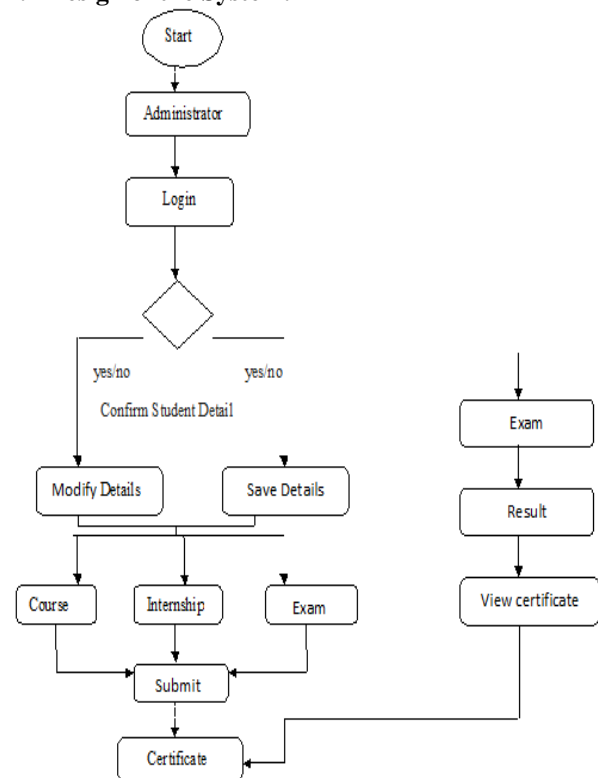 Start
Administrator
Login
yes/no
yes/no
Confirm Student Detail
Modify Details
Save Details
Course
Internship
Exam
Submit
Certificate
Exam
Result
View certificate